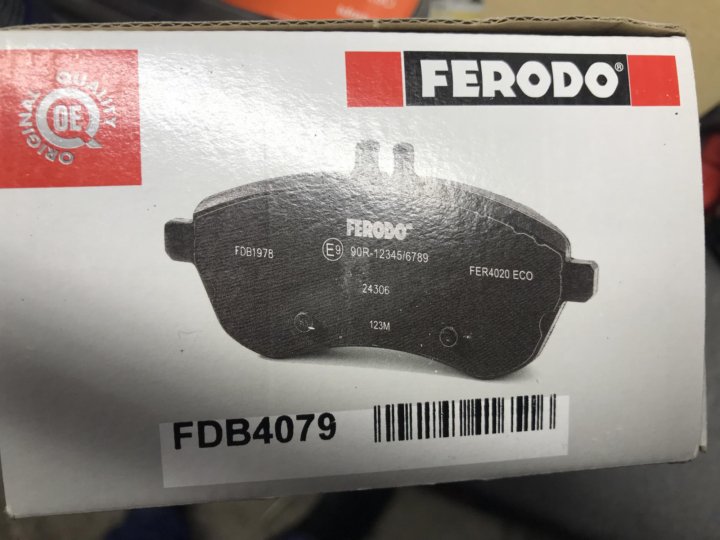 ORIGINAL QUALITY
OE
FERODO®
FERODO
FDB1978
E9 90R-12345/6789
FER4020 ECO
24306
123M
FDB4079